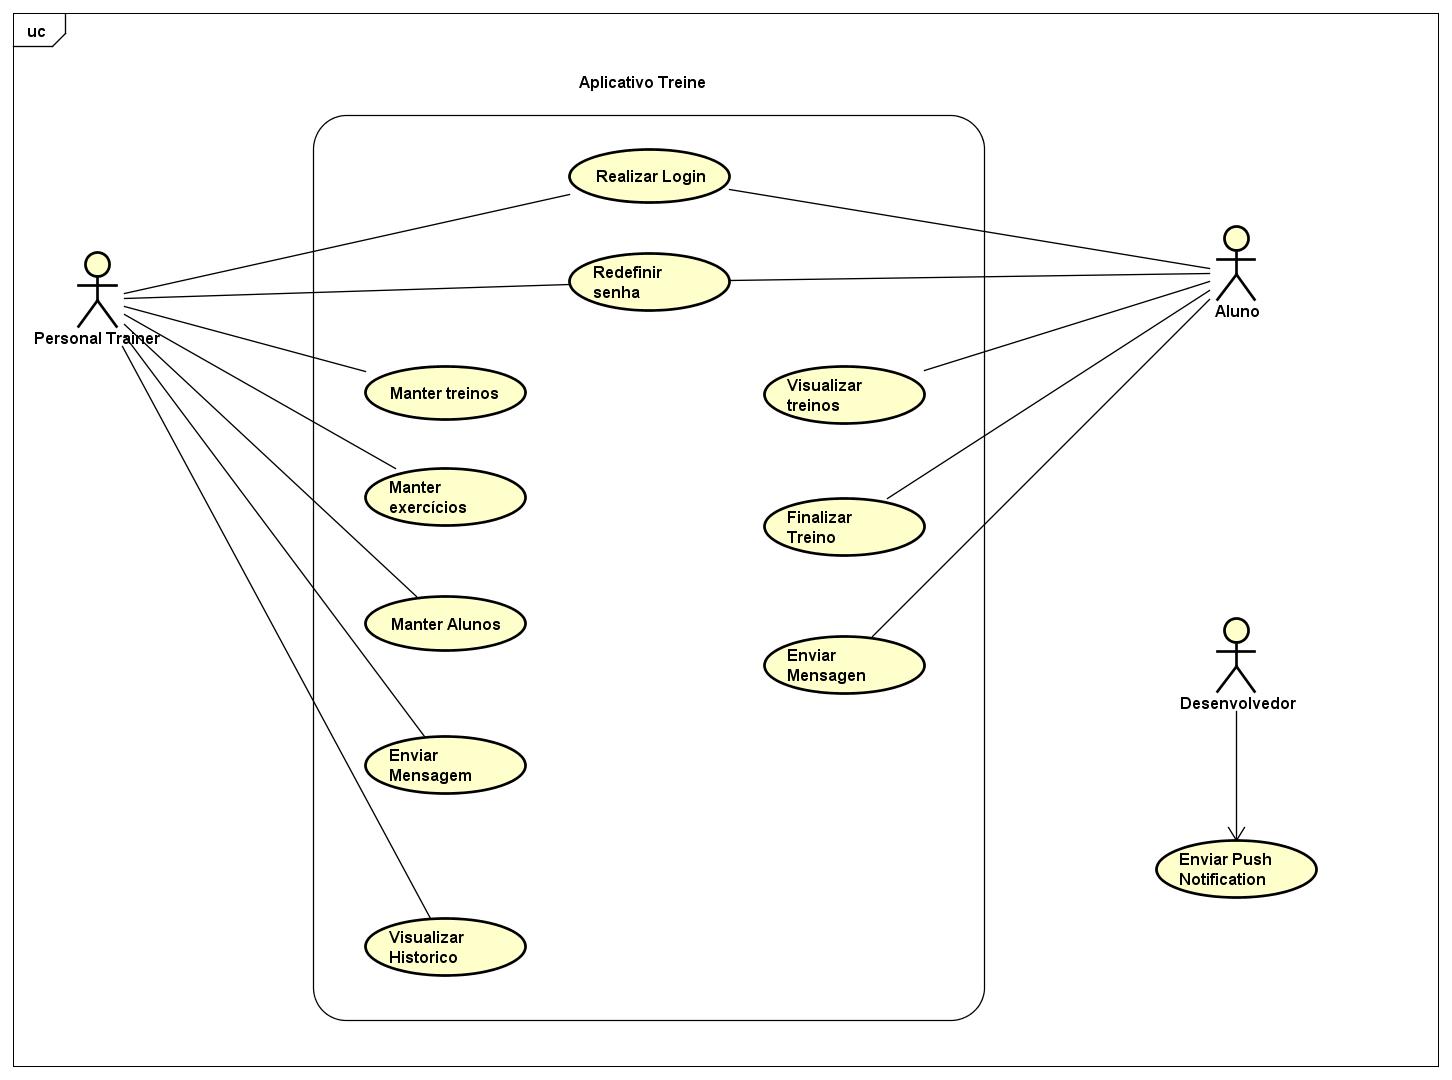 uc
Aplicativo Treine
Realizar Login
Redefinir
senha
Personal Trainer
Aluno
Manter treinos
Visualizar
treinos
Manter
exercícios
Finalizar
Treino
Manter Alunos
Enviar
Mensagen
Desenvolvedor
Enviar
Mensagem
Enviar Push
Notification
Visualizar
Historico